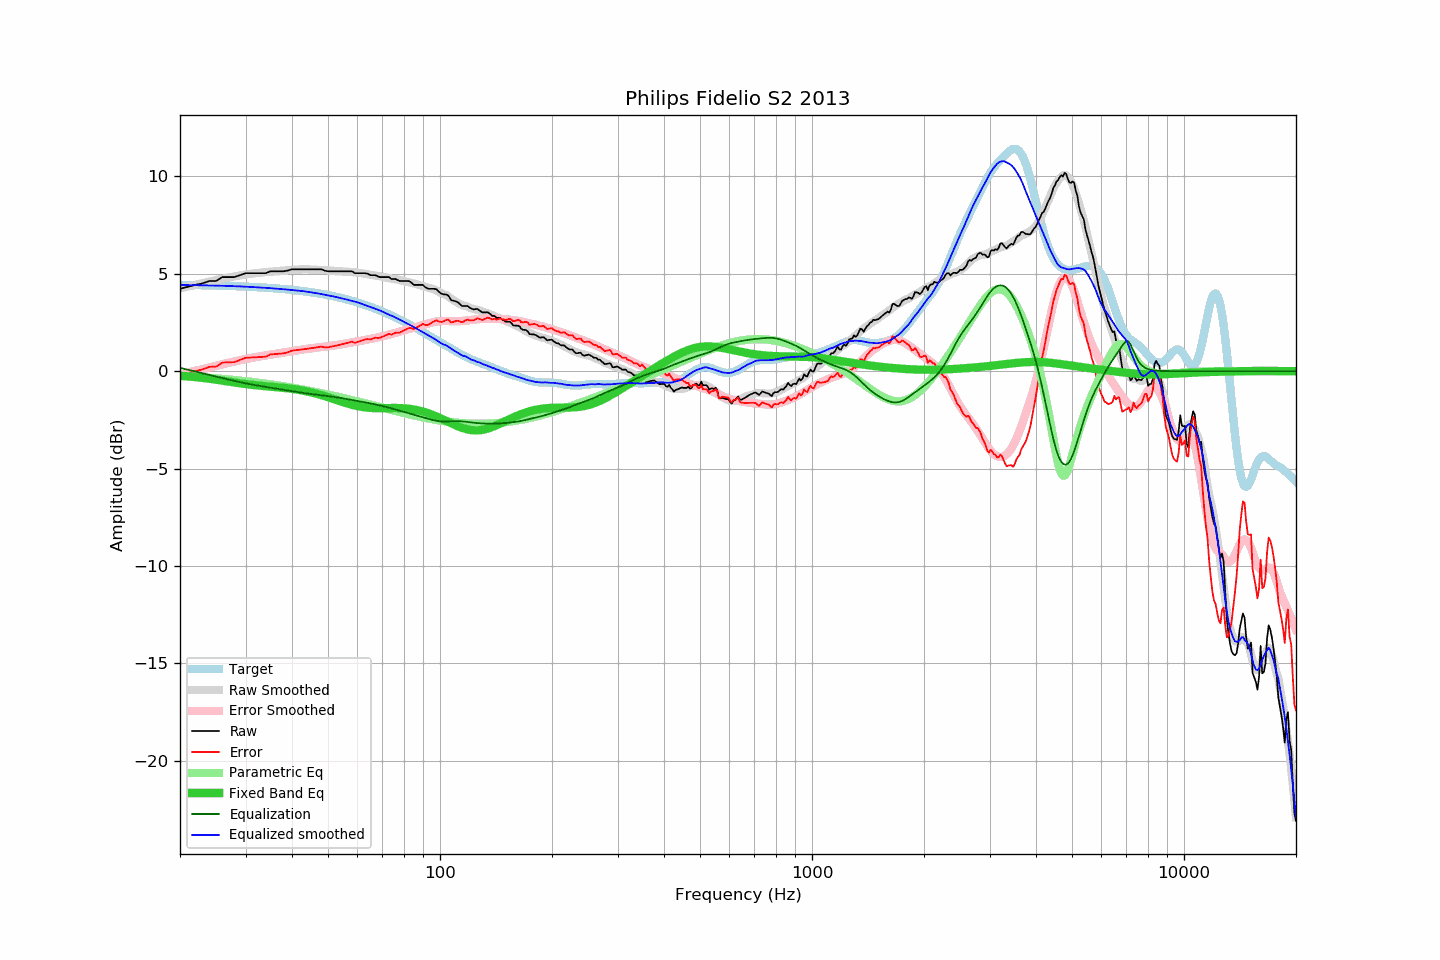 Philips Fidelio S2 2013
10
5
0
−5
−10
−15
−20
Amplitude (dBr)
Target
Raw Smoothed
Error Smoothed
Raw
Error
Parametric Eq
Fixed Band Eq
Equalization
Equalized smoothed
100
1000
10000
Frequency (Hz)